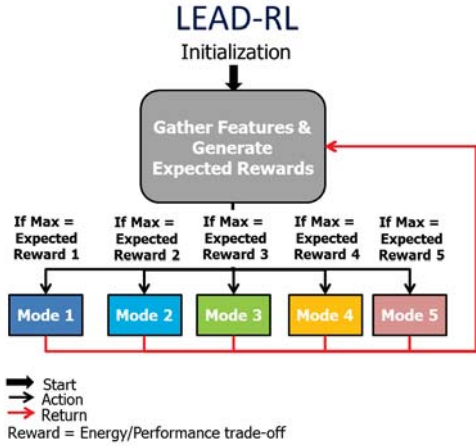 LEAD-RL
Initialization
Gather Features &
Generate
Expected Rewards
If Max =
Expected
Reward 1
If Max =
Expected
Reward 2
If Max =
Expected
Reward 3
If Max =
Expected
Reward 4
If Max =
Expected
Reward 5
Mode 1
Mode 2
Mode 3
Mode 4
Mode 5
Start
Action
Return
Reward = Energy/Performance trade-off